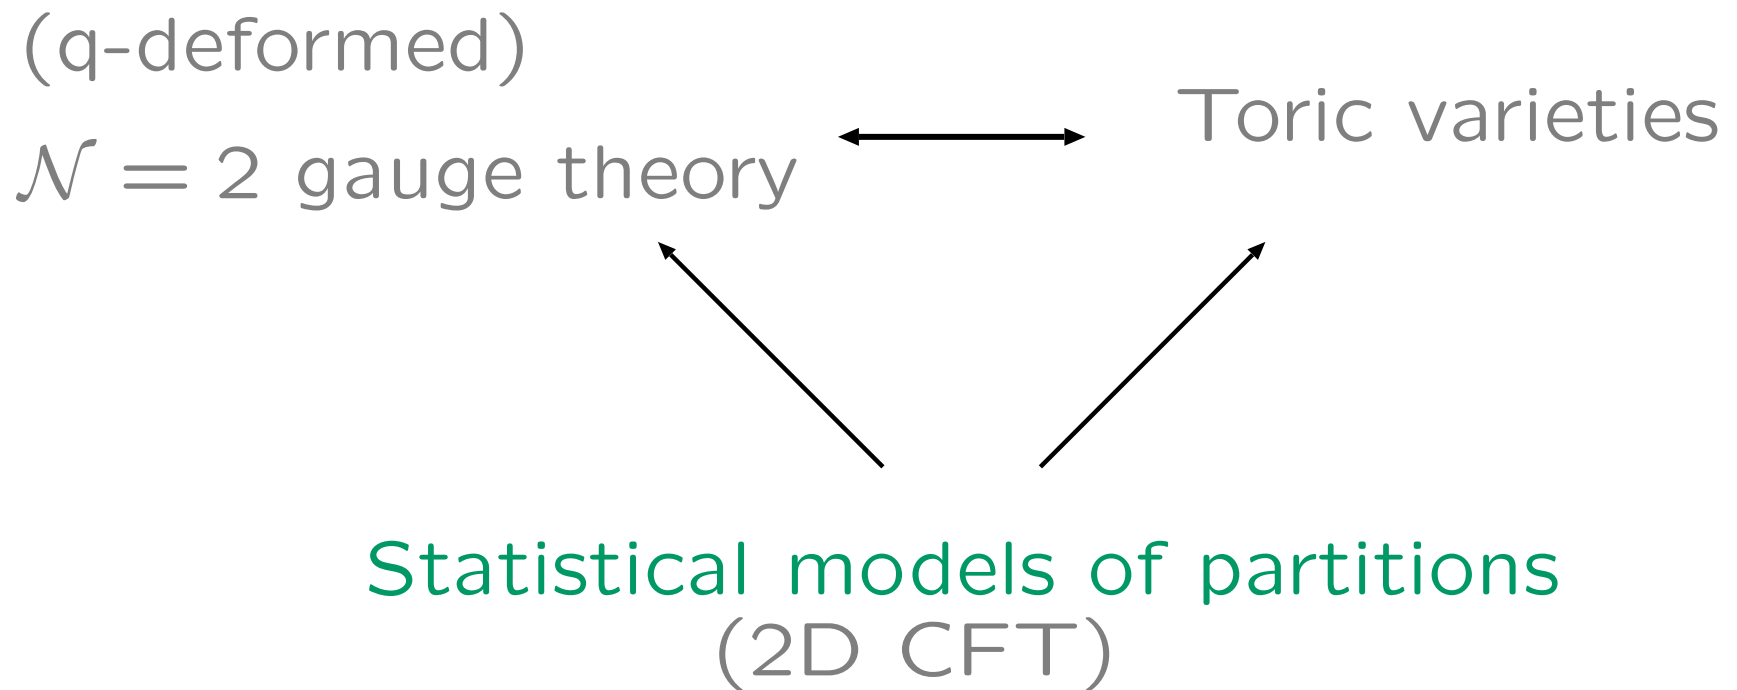 (q-deformed)
𝒩 = 2 gauge theory
Toric varieties
Statistical models of partitions
(2D CFT)